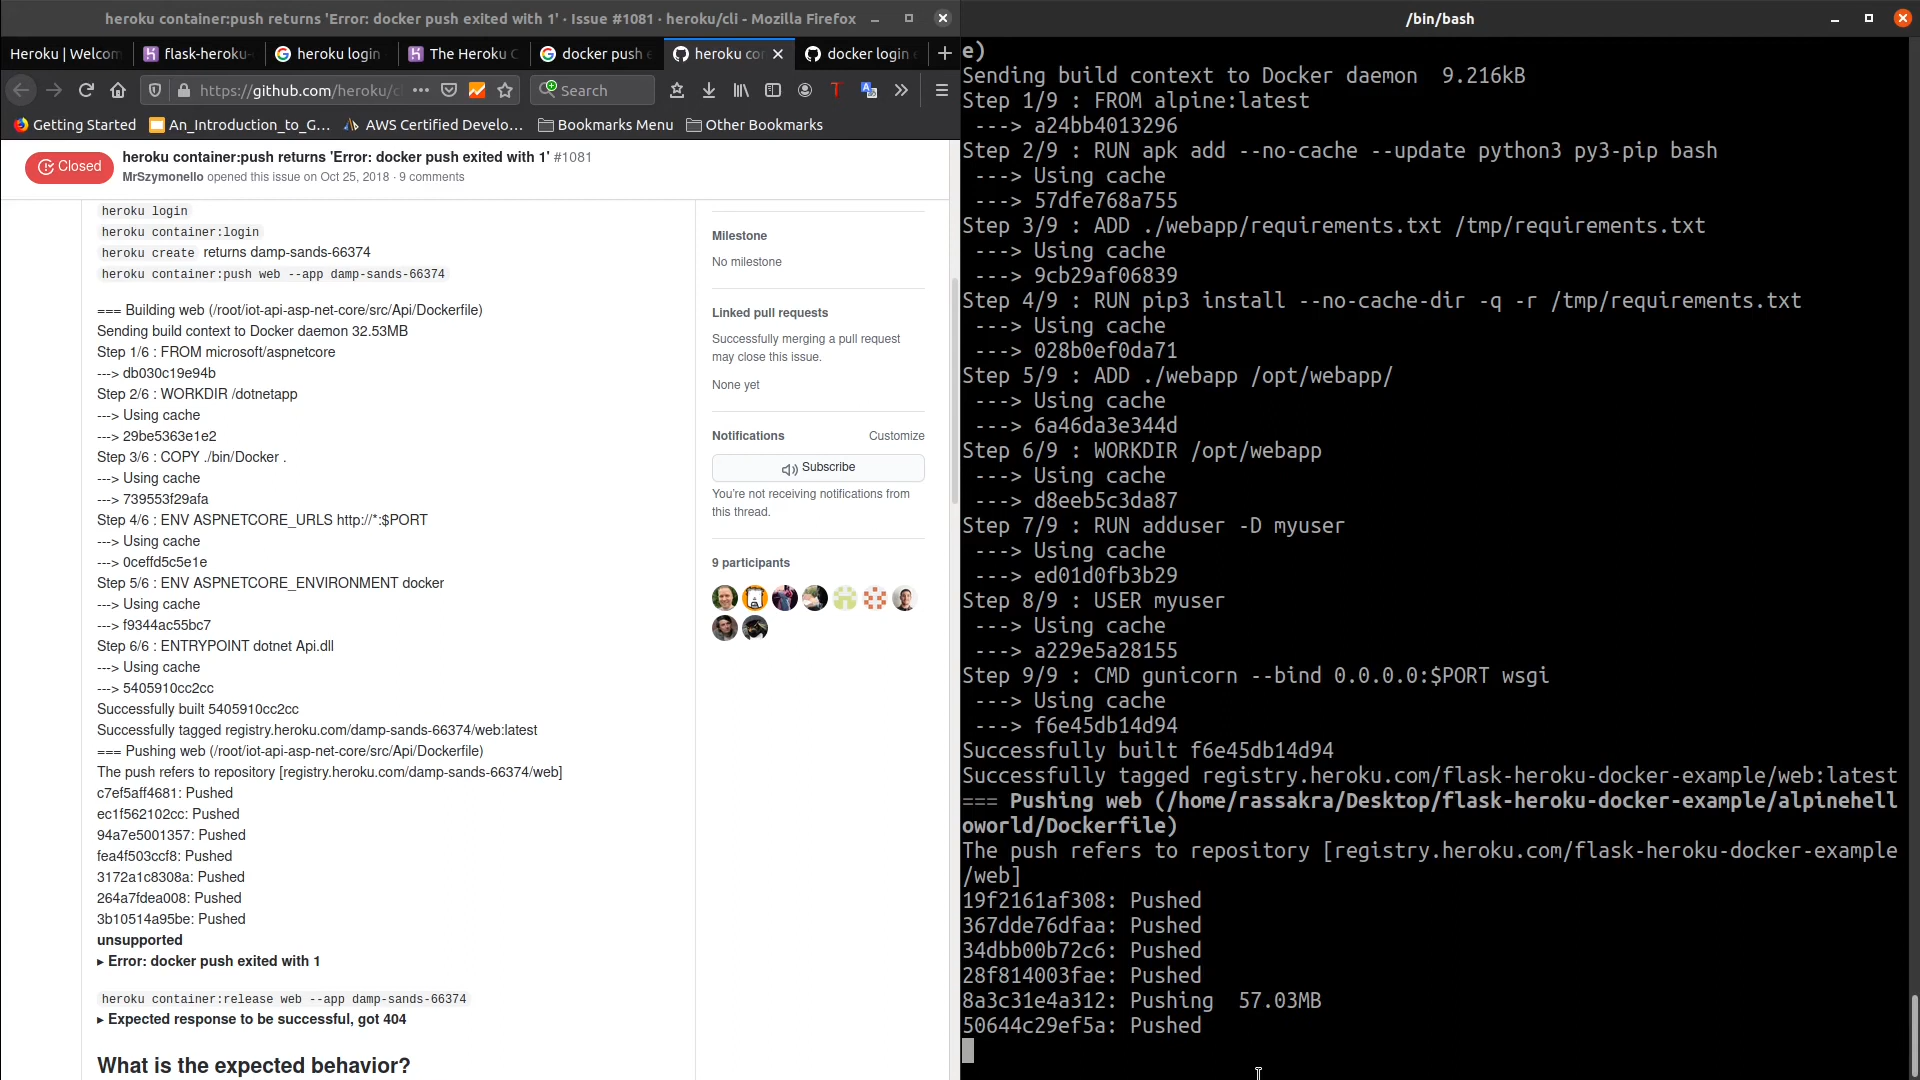 heroku container:push returns 'Error: docker push exited with 1' · Issue #1081 · heroku/cli - Mozilla Firefox
Heroku | Welcom
flask-heroku-
heroku login
The Heroku C
docker push e
heroku cor
docker login e
https://github.com/heroku/cl
Search
Getting Started
An_Introduction_to_G...
AWS Certified Develo...
Bookmarks Menu
Other Bookmarks
Closed
heroku container:push returns 'Error: docker push exited with 1' #1081
MrSzymonello opened this issue on Oct 25, 2018 · 9 comments
heroku login
heroku container:login
heroku create returns damp-sands-66374
heroku container:push web --app damp-sands-66374
=== Building web (/root/iot-api-asp-net-core/src/Api/Dockerfile)
Sending build context to Docker daemon 32.53MB
Step 1/6 : FROM microsoft/aspnetcore
---> db030c19e94b
Step 2/6 : WORKDIR /dotnetapp
---> Using cache
---> 29be5363e1e2
Step 3/6 : COPY ./bin/Docker .
---> Using cache
---> 739553f29afa
Step 4/6 : ENV ASPNETCORE_URLS http://*:$PORT
---> Using cache
---> 0ceffd5c5e1e
Step 5/6 : ENV ASPNETCORE_ENVIRONMENT docker
---> Using cache
---> f9344ac55bc7
Step 6/6 : ENTRYPOINT dotnet Api.dll
---> Using cache
---> 5405910cc2cc
Successfully built 5405910cc2cc
Successfully tagged registry.heroku.com/damp-sands-66374/web:latest
=== Pushing web (/root/iot-api-asp-net-core/src/Api/Dockerfile)
The push refers to repository [registry.heroku.com/damp-sands-66374/web]
c7ef5aff4681: Pushed
ec1f562102cc: Pushed
94a7e5001357: Pushed
fea4f503ccf8: Pushed
3172a1c8308a: Pushed
264a7fdea008: Pushed
3b10514a95be: Pushed
unsupported
▸ Error: docker push exited with 1
heroku container:release web --app damp-sands-66374
▸ Expected response to be successful, got 404
What is the expected behavior?
Milestone
No milestone
Linked pull requests
Successfully merging a pull request
may close this issue.
None yet
Notifications
Customize
Subscribe
You're not receiving notifications from
this thread.
9 participants
/bin/bash
e)
Sending build context to Docker daemon  9.216kB
Step 1/9 : FROM alpine:latest
---> a24bb4013296
Step 2/9 : RUN apk add --no-cache --update python3 py3-pip bash
---> Using cache
---> 57dfe768a755
Step 3/9 : ADD ./webapp/requirements.txt /tmp/requirements.txt
---> Using cache
---> 9cb29af06839
Step 4/9 : RUN pip3 install --no-cache-dir -q -r /tmp/requirements.txt
---> Using cache
---> 028b0ef0da71
Step 5/9 : ADD ./webapp /opt/webapp/
---> Using cache
---> 6a46da3e344d
Step 6/9 : WORKDIR /opt/webapp
---> Using cache
---> d8eeb5c3da87
Step 7/9 : RUN adduser -D myuser
---> Using cache
---> ed01d0fb3b29
Step 8/9 : USER myuser
---> Using cache
---> a229e5a28155
Step 9/9 : CMD gunicorn --bind 0.0.0.0:$PORT wsgi
---> Using cache
---> f6e45db14d94
Successfully built f6e45db14d94
Successfully tagged registry.heroku.com/flask-heroku-docker-example/web:latest
=== Pushing web (/home/rassakra/Desktop/flask-heroku-docker-example/alpinehell
oworld/Dockerfile)
The push refers to repository [registry.heroku.com/flask-heroku-docker-example
/web]
19f2161af308: Pushed
367dde76dfaa: Pushed
34dbb00b72c6: Pushed
28f814003fae: Pushed
8a3c31e4a312: Pushing  57.03MB
50644c29ef5a: Pushed